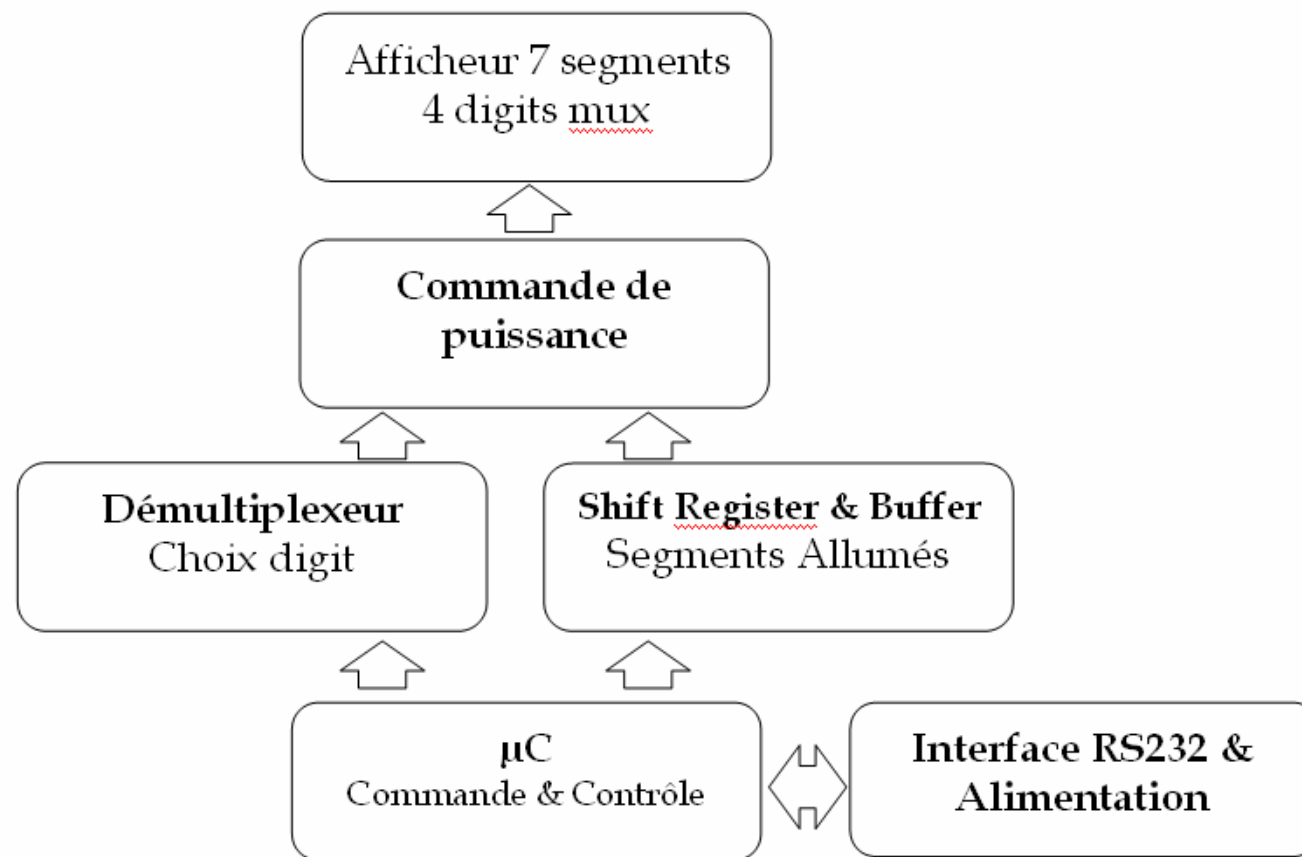 Afficheur 7 segments
4 digits mux
Commande de
puissance
Démultiplexeur
Choix digit
Shift Register & Buffer
Segments Allumés
µC
Commande & Contrôle
Interface RS232 &
Alimentation